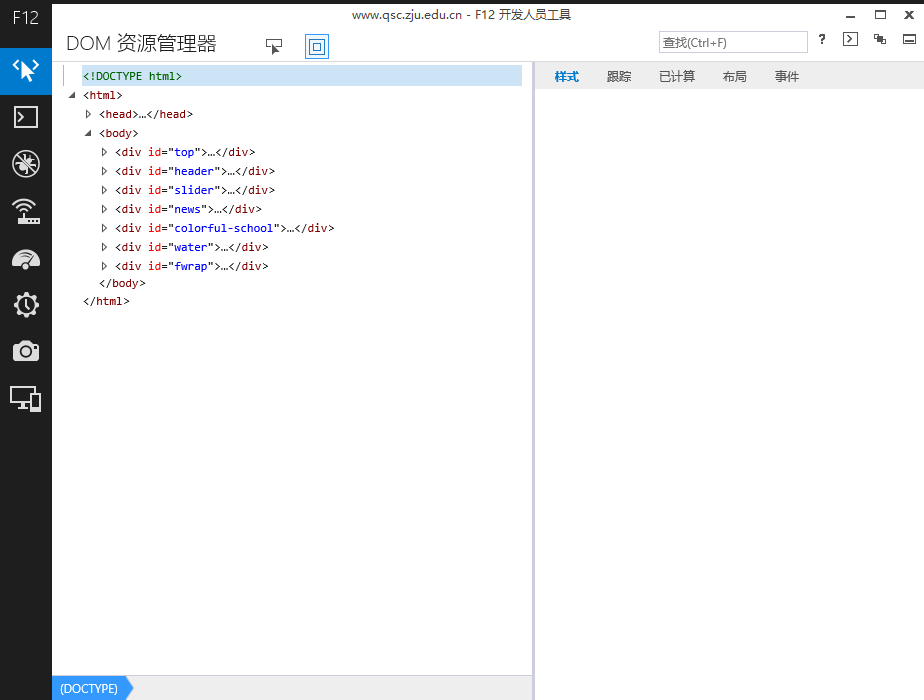 F12
www.qsc.zju.edu.cn - F12 开发人员工具
DOM 资源管理器
查找(Ctrl+F)
?
<!DOCTYPE html>
<html>
<head>…</head>
<body>
<div id="top">…</div>
<div id="header">…</div>
<div id="slider">…</div>
<div id="news">…</div>
<div id="colorful-school">…</div>
<div id="water">…</div>
<div id="fwrap">…</div>
</body>
</html>
样式 跟踪 已计算 布局 事件
(DOCTYPE)